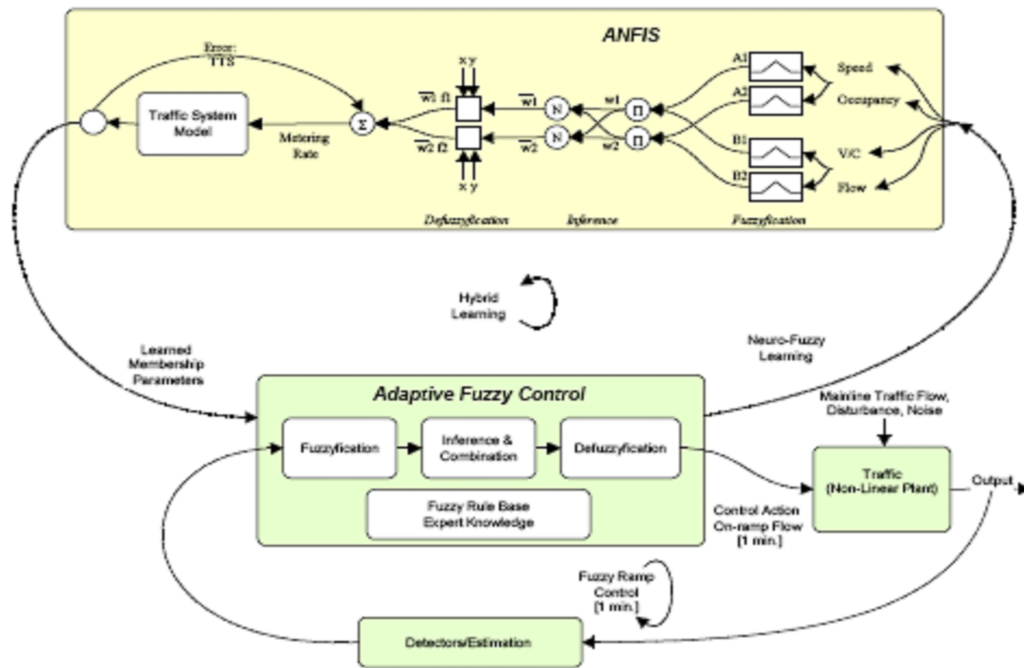 ANFIS
Error:
TTS
Traffic System
Model
Metering
Rate
Σ
x y
w1 f1
w2 f2
x y
w1
w2
N
N
w1
w2
Π
Π
A1
A2
B1
B2
Speed
Occupancy
V/C
Flow
Defuzzyfication
Inference
Fuzzyfication
Hybrid
Learning
Learned
Membership
Parameters
Neuro-Fuzzy
Learning
Adaptive Fuzzy Control
Fuzzyfication
Inference &
Combination
Defuzzyfication
Fuzzy Rule Base
Expert Knowledge
Mainline Traffic Flow,
Disturbance, Noise
Traffic
(Non-Linear Plant)
Output
Control Action
On-ramp Flow
[1 min.]
Fuzzy Ramp
Control
[1 min.]
Detectors/Estimation